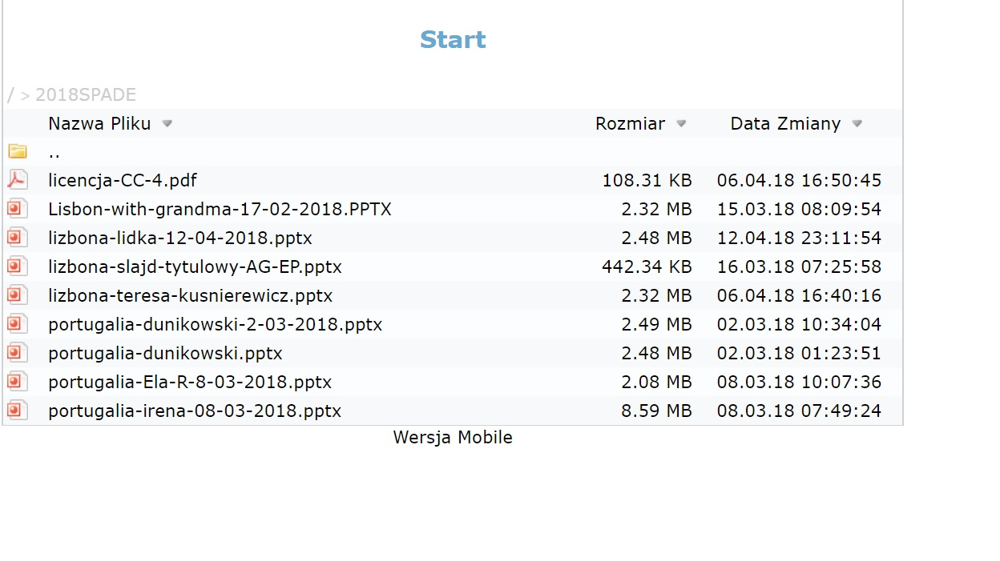 Start
/ > 2018SPADE
Nazwa Pliku Rozmiar Data Zmiany
..
licencja-CC-4.pdf 108.31 KB 06.04.18 16:50:45
Lisbon-with-grandma-17-02-2018.PPTX 2.32 MB 15.03.18 08:09:54
lizbona-lidka-12-04-2018.pptx 2.48 MB 12.04.18 23:11:54
lizbona-slajd-tytulowy-AG-EP.pptx 442.34 KB 16.03.18 07:25:58
lizbona-teresa-kusnierewicz.pptx 2.32 MB 06.04.18 16:40:16
portugalia-dunikowski-2-03-2018.pptx 2.49 MB 02.03.18 10:34:04
portugalia-dunikowski.pptx 2.48 MB 02.03.18 01:23:51
portugalia-Ela-R-8-03-2018.pptx 2.08 MB 08.03.18 10:07:36
portugalia-irena-08-03-2018.pptx 8.59 MB 08.03.18 07:49:24
Wersja Mobile